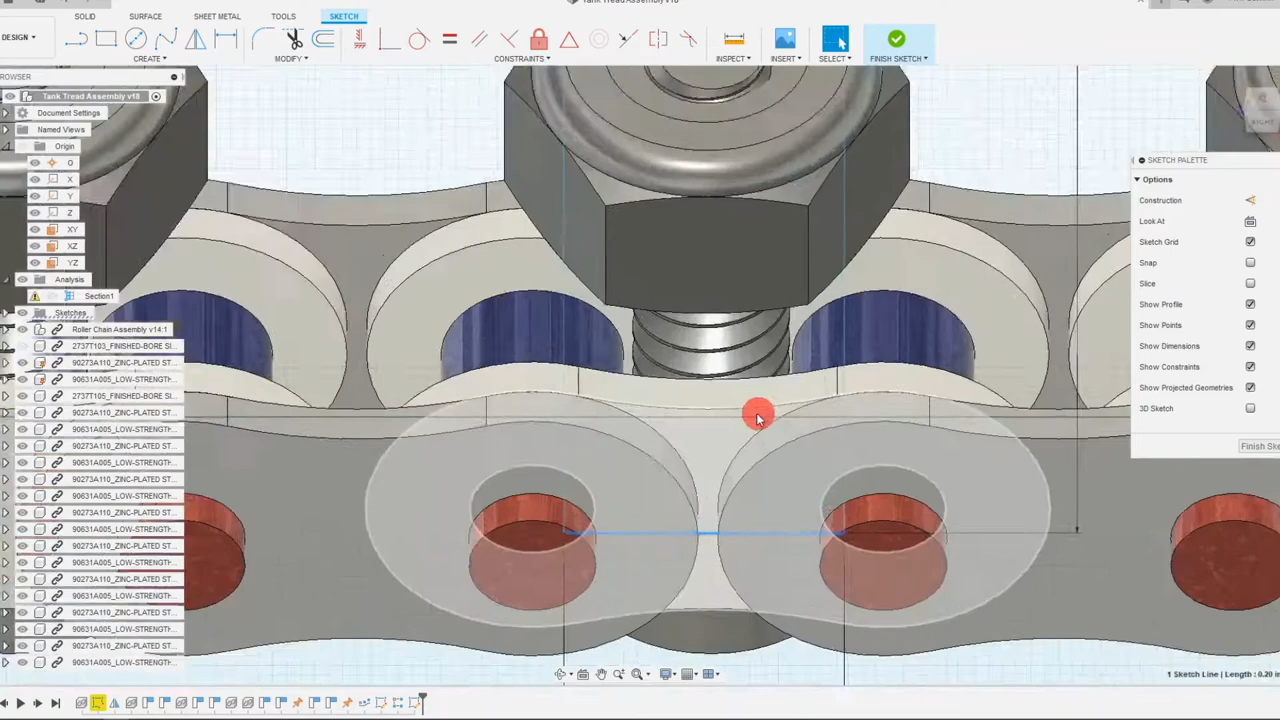 Tank Tread Assembly v18
SOLID SURFACE SHEET METAL TOOLS SKETCH
DESIGN
CREATE MODIFY CONSTRAINTS INSPECT INSERT SELECT FINISH SKETCH
BROWSER
Tank Tread Assembly v18
Document Settings
Named Views
Origin
O
X
Y
Z
XY
XZ
YZ
Analysis
Section1
Sketches
Roller Chain Assembly v14:1
2737T103_FINISHED-BORE SI...
90273A110_ZINC-PLATED ST...
90631A005_LOW-STRENGTH...
2737T105_FINISHED-BORE SI...
90273A110_ZINC-PLATED ST...
90631A005_LOW-STRENGTH...
90273A110_ZINC-PLATED ST...
90631A005_LOW-STRENGTH...
90273A110_ZINC-PLATED ST...
90631A005_LOW-STRENGTH...
90273A110_ZINC-PLATED ST...
90631A005_LOW-STRENGTH...
90273A110_ZINC-PLATED ST...
90631A005_LOW-STRENGTH...
90273A110_ZINC-PLATED ST...
90631A005_LOW-STRENGTH...
90273A110_ZINC-PLATED ST...
90631A005_LOW-STRENGTH...
90273A110_ZINC-PLATED ST...
90631A005_LOW-STRENGTH...
RIGHT
SKETCH PALETTE
Options
Construction
Look At
Sketch Grid
Snap
Slice
Show Profile
Show Points
Show Dimensions
Show Constraints
Show Projected Geometries
3D Sketch
Finish Sk
1 Sketch Line | Length : 0.20 in